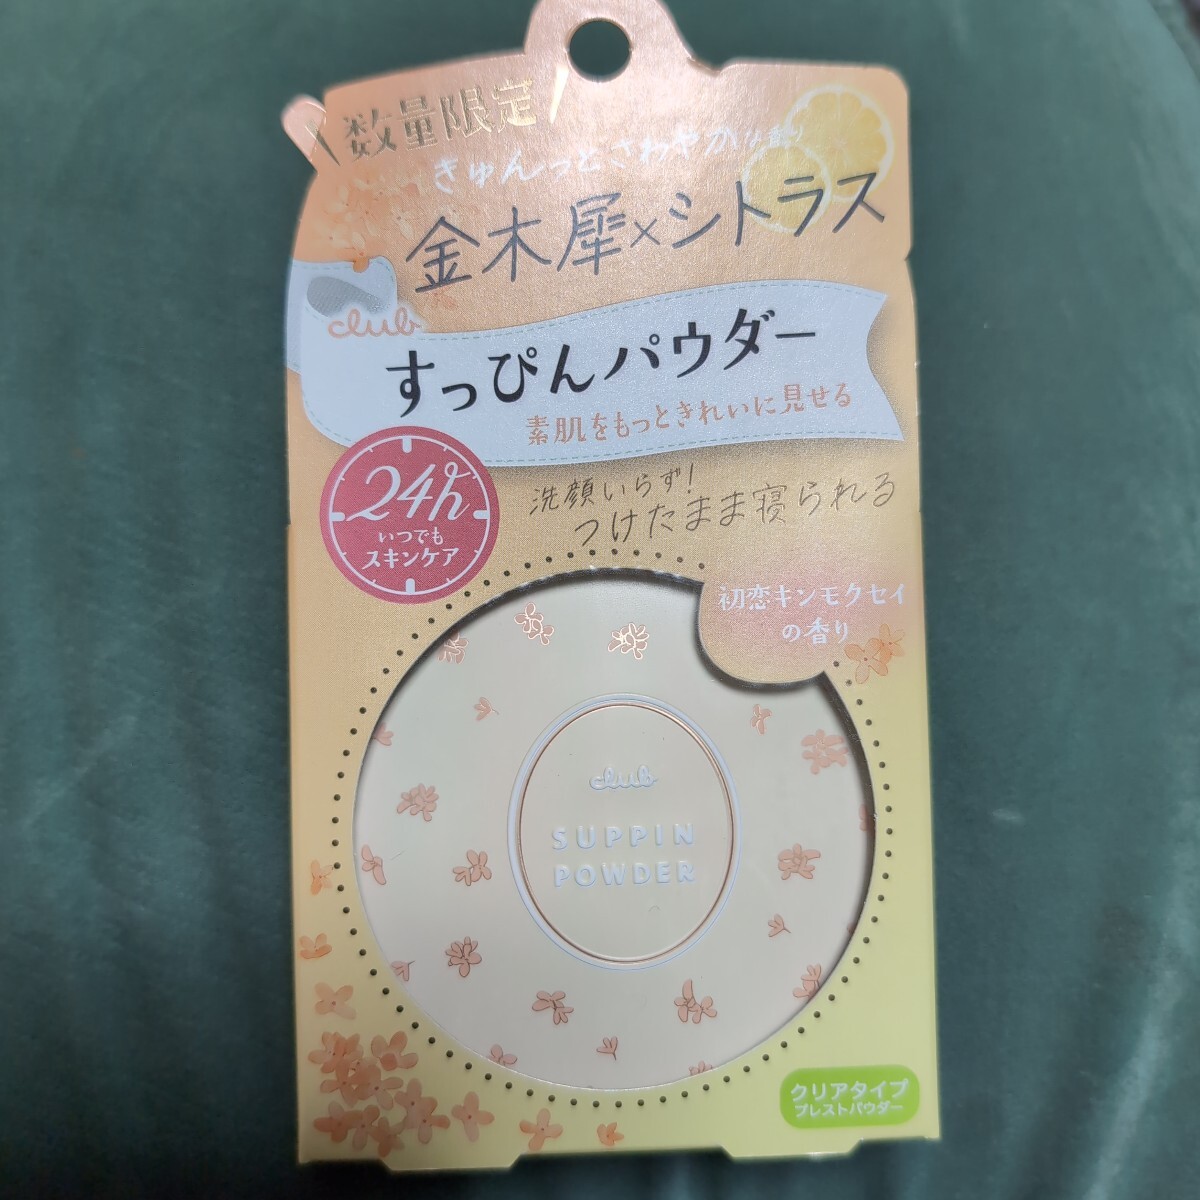 数量限定
きゅんっとさわやかな香り
金木犀×シトラス
club
すっぴんパウダー
素肌をもっときれいに見せる
24h
いつでも
スキンケア
洗顔いらず!
つけたまま寝られる
初恋キンモクセイ
の香り
club
SUPPIN
POWDER
クリアタイプ
プレストパウダー